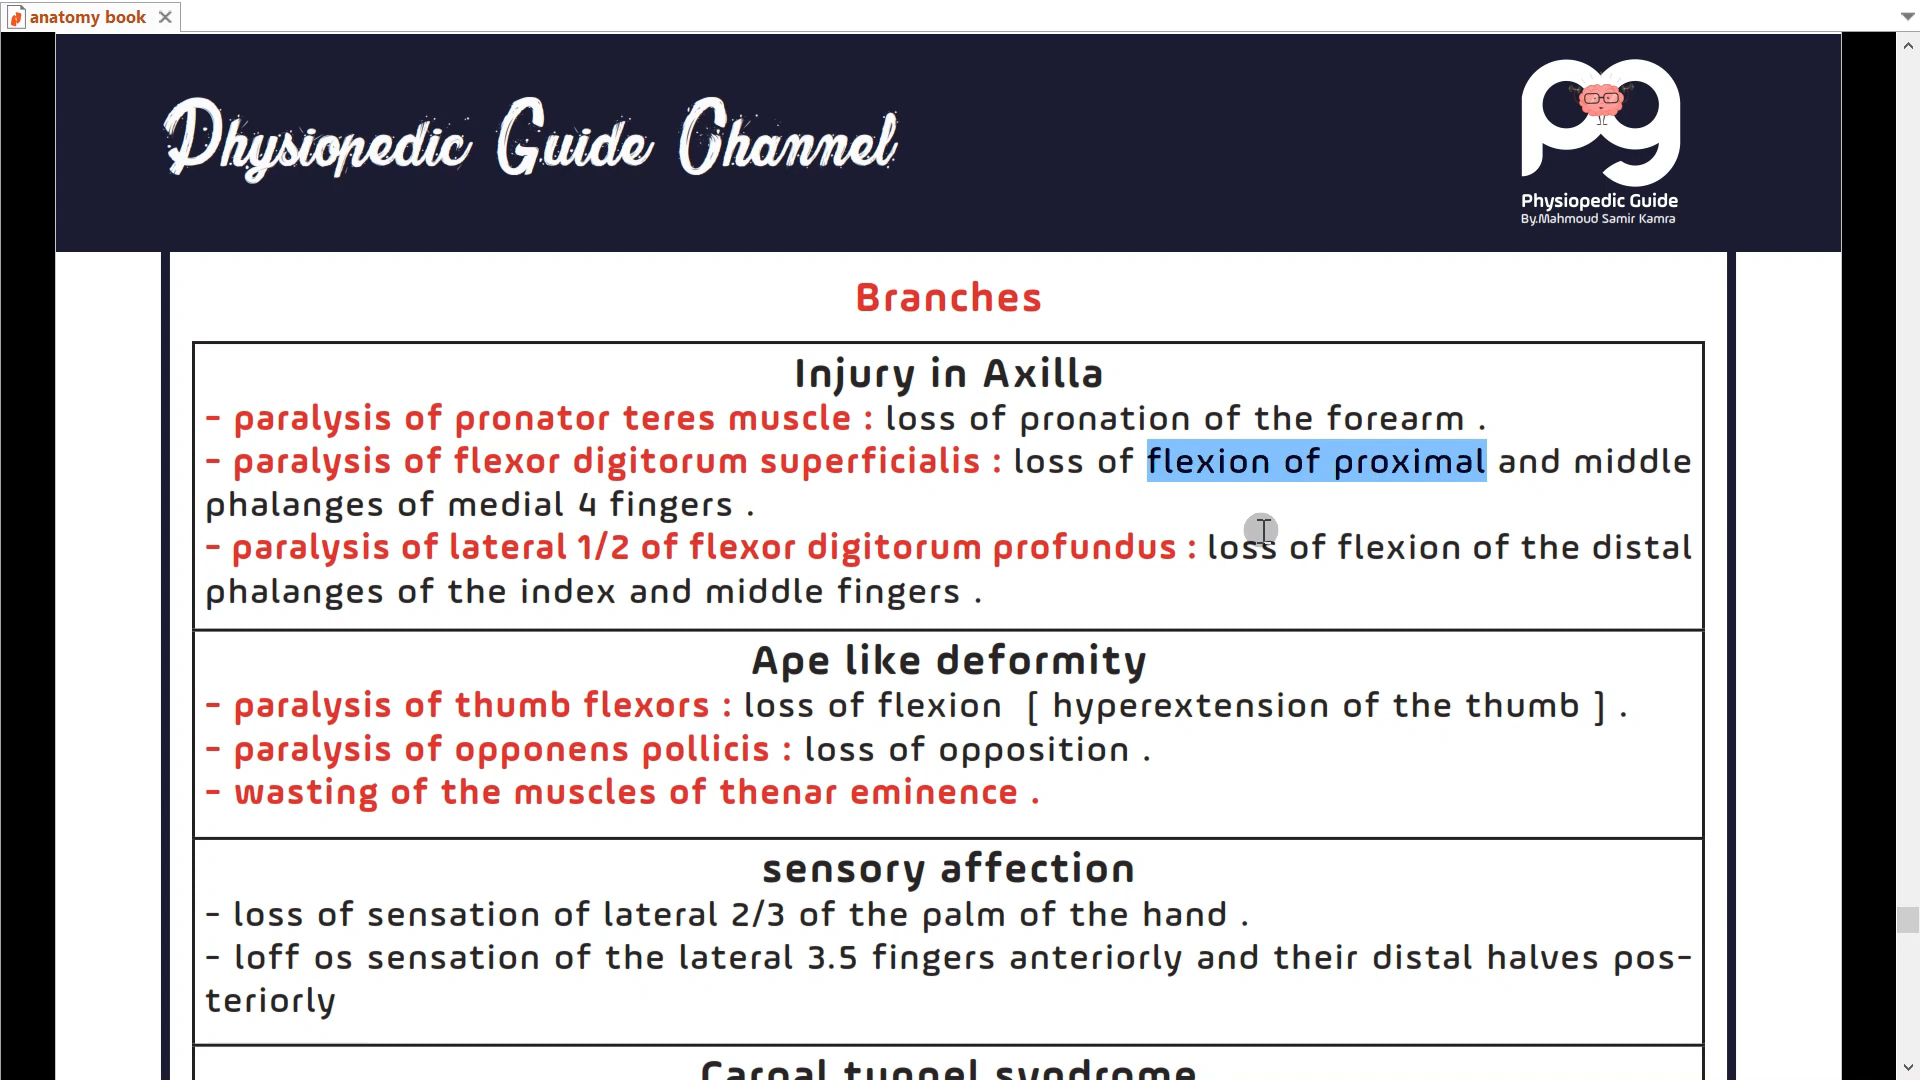 anatomy book
Physiopedic Guide Channel
pg
Physiopedic Guide
By.Mahmoud Samir Kamra
Branches
Injury in Axilla
- paralysis of pronator teres muscle : loss of pronation of the forearm .
- paralysis of flexor digitorum superficialis : loss of flexion of proximal and middle
phalanges of medial 4 fingers .
- paralysis of lateral 1/2 of flexor digitorum profundus : loss of flexion of the distal
phalanges of the index and middle fingers .
Ape like deformity
- paralysis of thumb flexors : loss of flexion [ hyperextension of the thumb ] .
- paralysis of opponens pollicis : loss of opposition .
- wasting of the muscles of thenar eminence .
sensory affection
- loss of sensation of lateral 2/3 of the palm of the hand .
- loff os sensation of the lateral 3.5 fingers anteriorly and their distal halves pos-
teriorly
Carpal tunnel syndrome